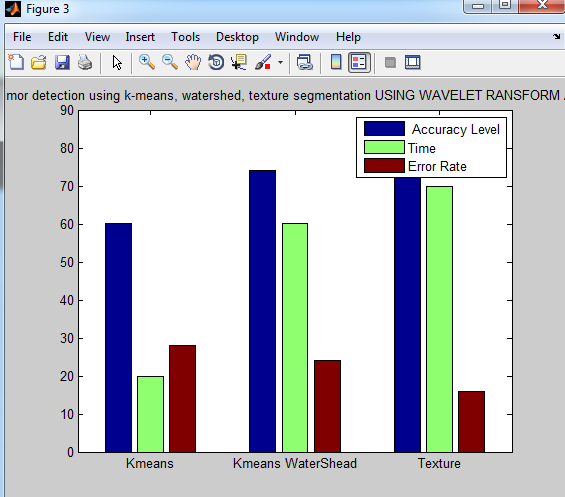 Figure 3
File Edit View Insert Tools Desktop Window Help
mor detection using k-means, watershed, texture segmentation USING WAVELET RANSFORM
90
80
70
60
50
40
30
20
10
0
Accuracy Level
Time
Error Rate
Kmeans Kmeans WaterShead Texture